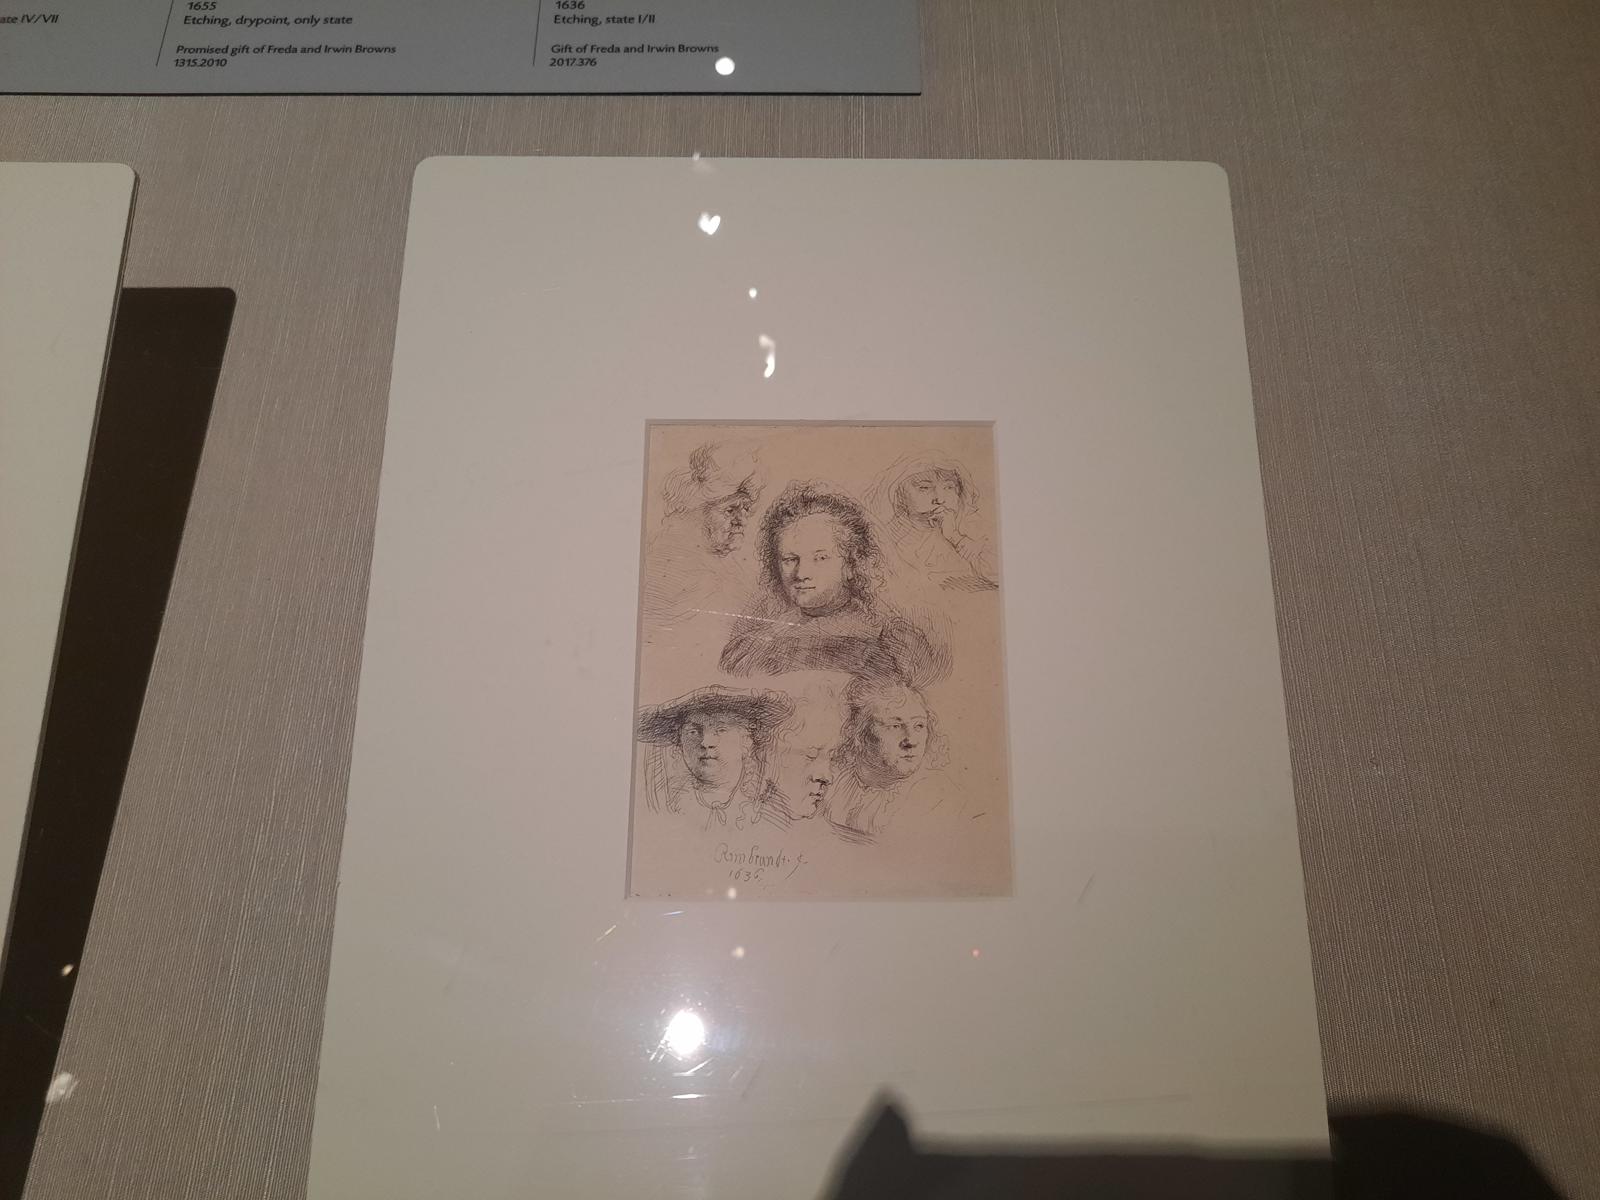 ate IV/VII
1655
Etching, drypoint, only state
Promised gift of Freda and Irwin Browns
1315.2010
1636
Etching, state I/II
Gift of Freda and Irwin Browns
2017.376
Rembrandt. f.
1636